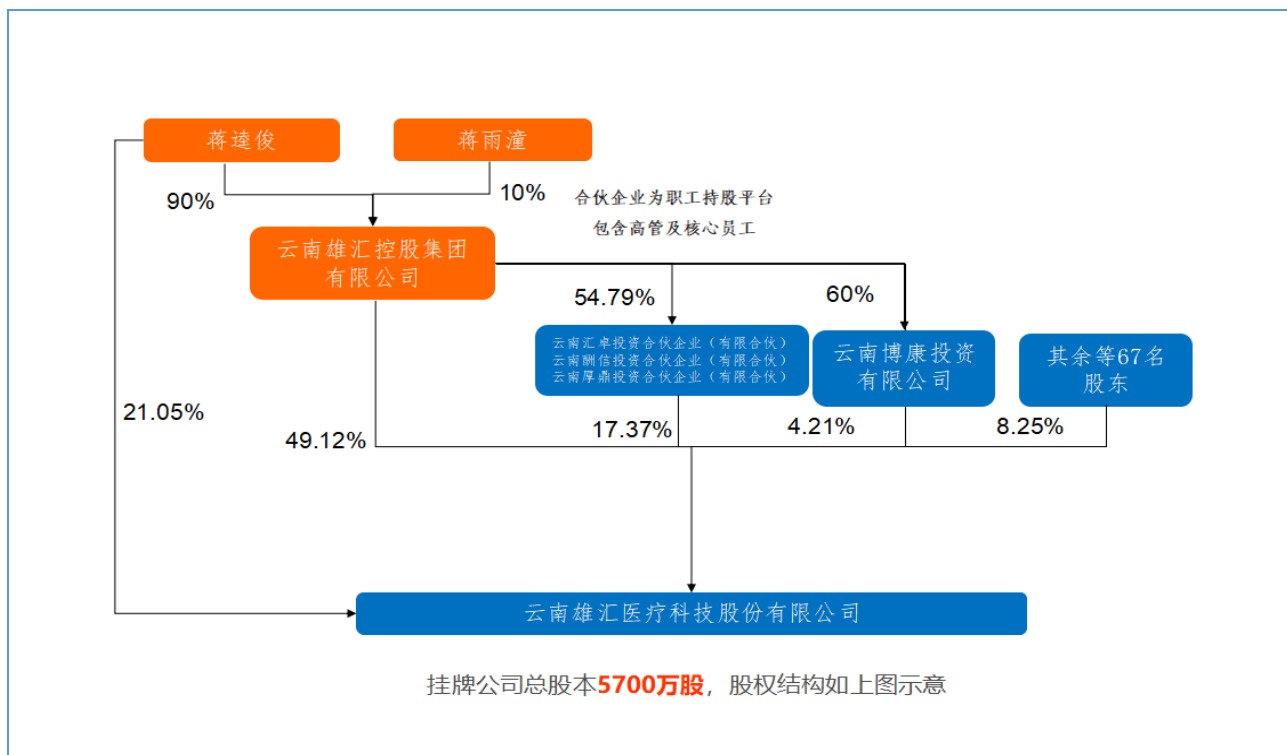 蒋逵俊
蒋雨潼
90%
10%
合伙企业为职工持股平台
包含高管及核心员工
云南雄汇控股集团
有限公司
54.79%
60%
云南汇卓投资合伙企业（有限合伙）
云南酬信投资合伙企业（有限合伙）
云南厚鼎投资合伙企业（有限合伙）
云南博康投资
有限公司
其余等67名
股东
21.05%
49.12%
17.37%
4.21%
8.25%
云南雄汇医疗科技股份有限公司
挂牌公司总股本5700万股，股权结构如上图示意